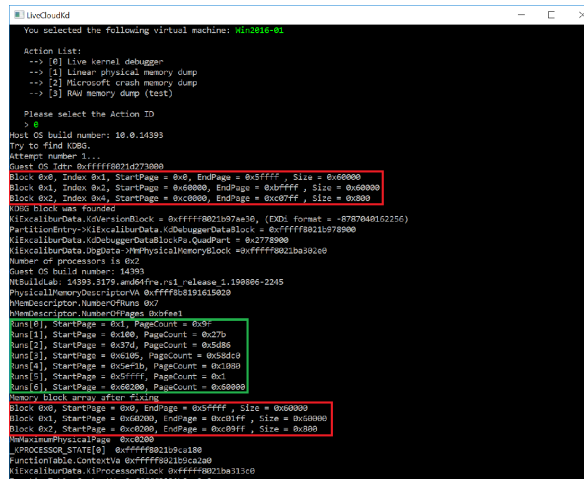 LiveCloudKd
You selected the following virtual machine: Win2016-01
Action List:
--> [0] Live kernel debugger
--> [1] Linear physical memory dump
--> [2] Microsoft crash memory dump
--> [3] RAW memory dump (test)
Please select the Action ID
> 0
Host OS build number: 10.0.14393
Try to find KDBG.
Attempt number 1...
Guest OS Idtr 0xfffff8021d273000
Block 0x0, Index 0x1, StartPage = 0x0, EndPage = 0x5ffff , Size = 0x60000
Block 0x1, Index 0x2, StartPage = 0x60000, EndPage = 0xbffff , Size = 0x60000
Block 0x2, Index 0x4, StartPage = 0xc0000, EndPage = 0xc07ff , Size = 0x800
KDBG block was founded
KiExcaliburData.KdVersionBlock = 0xfffff8021b97ae30, (EXDi format = -8787040162256)
PartitionEntry->KiExcaliburData.KdDebuggerDataBlock = 0xfffff8021b978900
KiExcaliburData.KdDebuggerDataBlockPa.QuadPart = 0x2778900
KiExcaliburData.DbgData->MmPhysicalMemoryBlock =0xfffff8021ba302e0
Number of processors is 0x2
Guest OS build number: 14393
NtBuildLab: 14393.3179.amd64fre.rs1_release_1.190806-2245
PhysicallMemoryDescriptorVA 0xffff8b8191615020
hMemDescriptor.NumberOfRuns 0x7
hMemDescriptor.NumberOfPages 0xbfee1
Runs[0], StartPage = 0x1, PageCount = 0x9f
Runs[1], StartPage = 0x100, PageCount = 0x27b
Runs[2], StartPage = 0x37d, PageCount = 0x5d86
Runs[3], StartPage = 0x6105, PageCount = 0x58dc0
Runs[4], StartPage = 0x5ef1b, PageCount = 0x1080
Runs[5], StartPage = 0x5ffff, PageCount = 0x1
Runs[6], StartPage = 0x60200, PageCount = 0x60000
Memory block array after fixing
Block 0x0, StartPage = 0x0, EndPage = 0x5ffff , Size = 0x60000
Block 0x1, StartPage = 0x60200, EndPage = 0xc01ff , Size = 0x60000
Block 0x2, StartPage = 0xc0200, EndPage = 0xc09ff , Size = 0x800
MmMaximumPhysicalPage 0xc0200
_KPROCESSOR_STATE[0] 0xfffff8021b9ca180
FunctionTable.ContextVa 0xfffff8021b9ca2a0
KiExcaliburData.KiProcessorBlock 0xfffff8021ba313c0